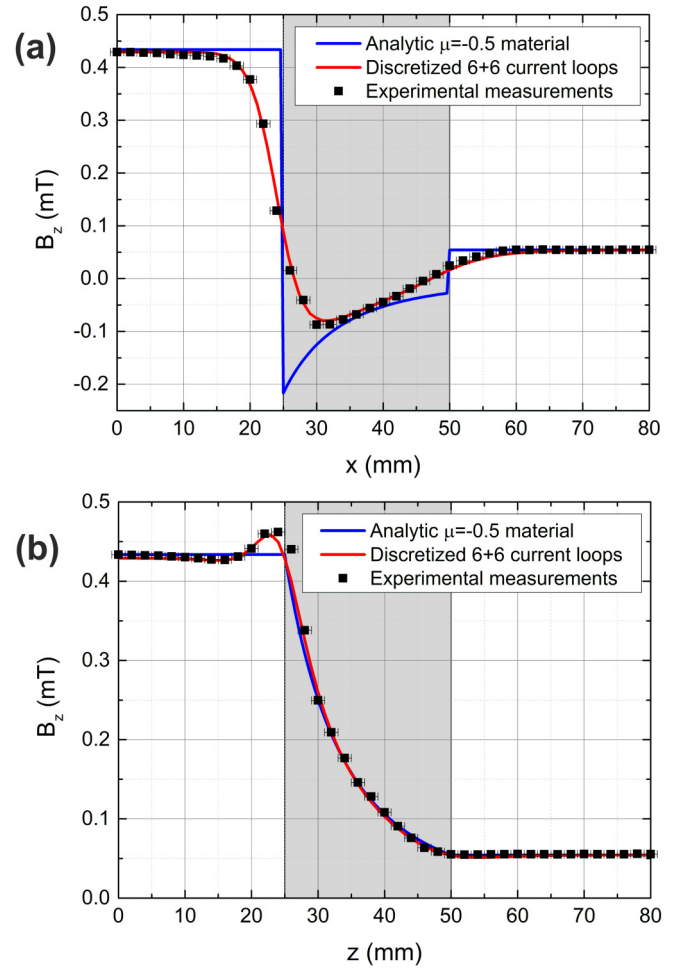 (a)
0.5
0.4
0.3
0.2
0.1
0.0
-0.1
-0.2
B_z (mT)
Analytic μ=-0.5 material
Discretized 6+6 current loops
Experimental measurements
0 10 20 30 40 50 60 70 80
x (mm)
(b)
0.5
0.4
0.3
0.2
0.1
0.0
B_z (mT)
Analytic μ=-0.5 material
Discretized 6+6 current loops
Experimental measurements
0 10 20 30 40 50 60 70 80
z (mm)